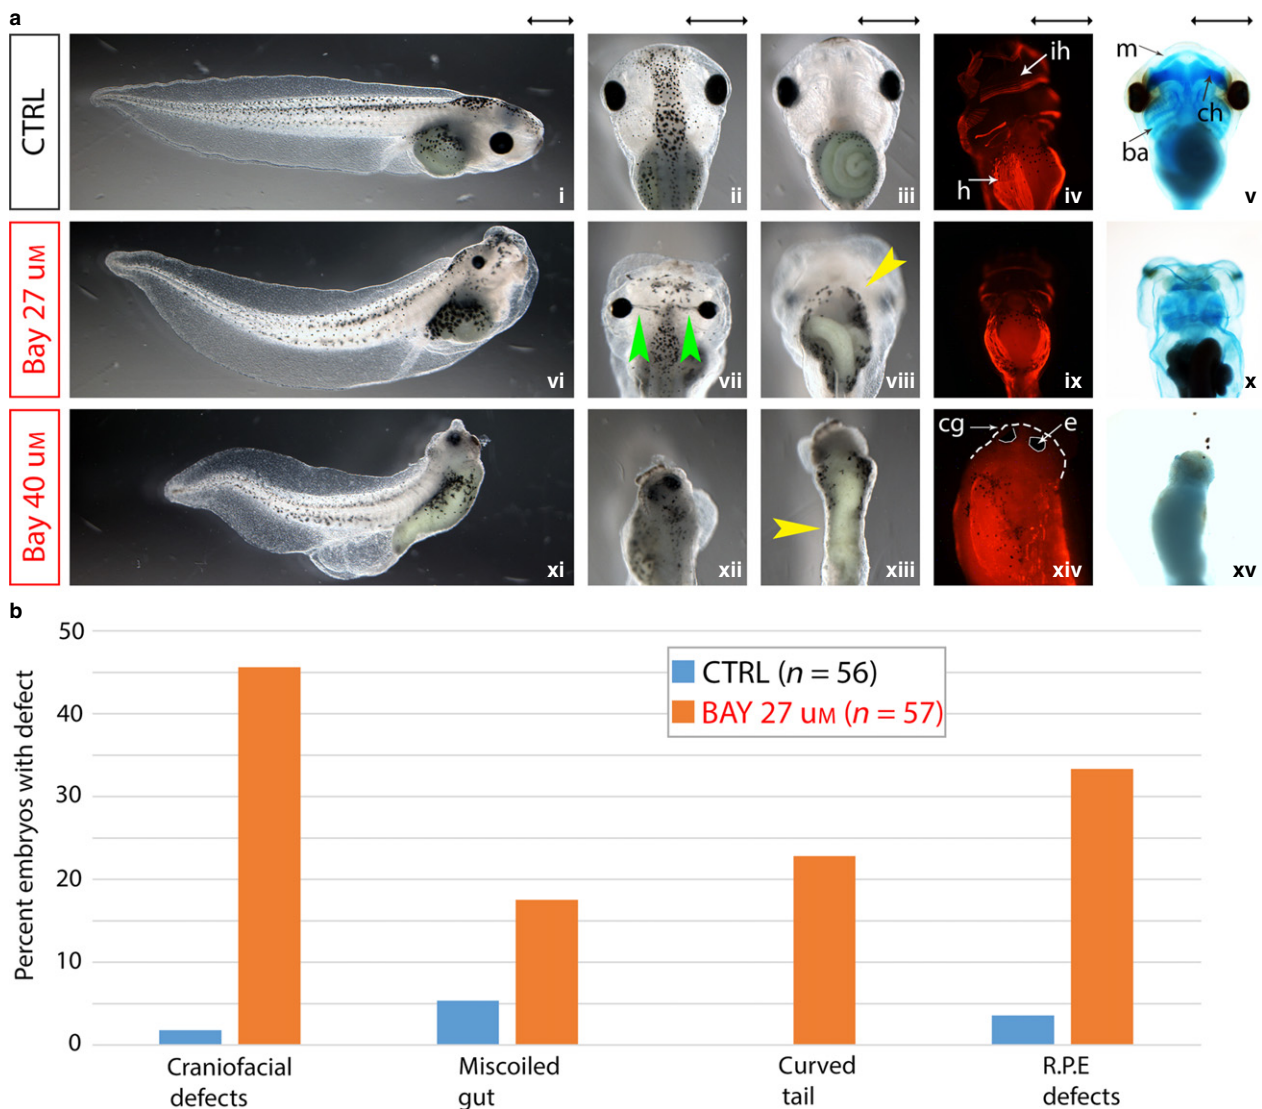 a
CTRL
i
ii
iii
ih
h
iv
m
ch
ba
v
Bay 27 uM
vi
vii
viii
ix
x
Bay 40 uM
xi
xii
xiii
cg
e
xiv
xv
b
Percent embryos with defect
50
40
30
20
10
0
CTRL (n = 56)
BAY 27 uM (n = 57)
Craniofacial
defects
Miscoiled
gut
Curved
tail
R.P.E
defects